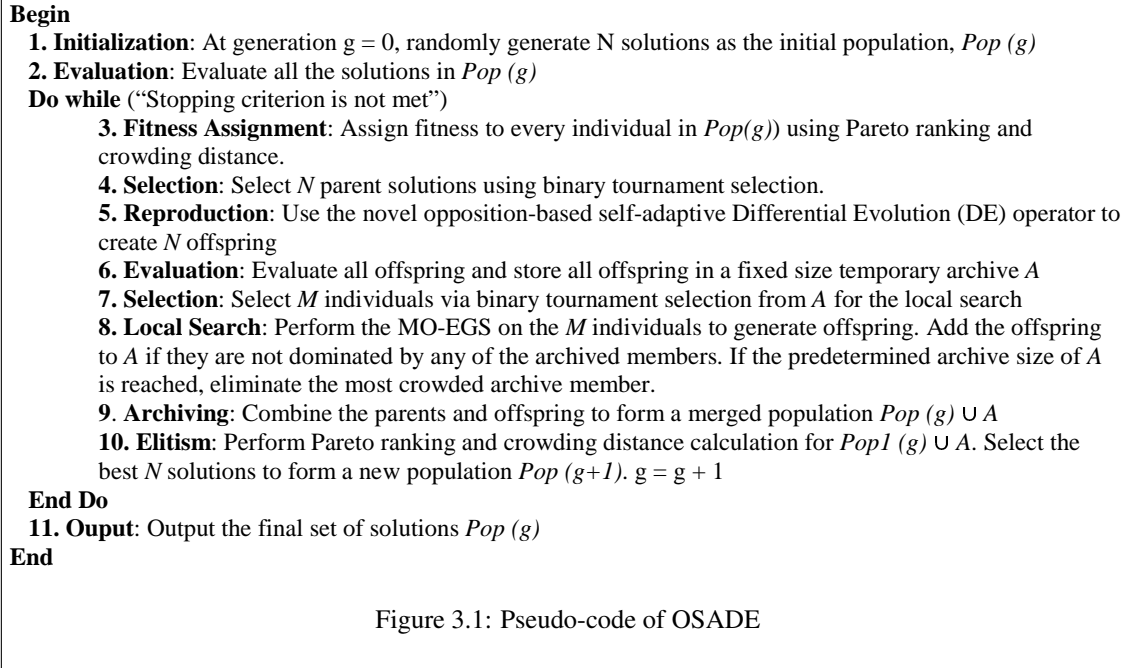 Begin
1. Initialization: At generation g = 0, randomly generate N solutions as the initial population, Pop (g)
2. Evaluation: Evaluate all the solutions in Pop (g)
Do while (“Stopping criterion is not met”)
3. Fitness Assignment: Assign fitness to every individual in Pop(g)) using Pareto ranking and
crowding distance.
4. Selection: Select N parent solutions using binary tournament selection.
5. Reproduction: Use the novel opposition-based self-adaptive Differential Evolution (DE) operator to
create N offspring
6. Evaluation: Evaluate all offspring and store all offspring in a fixed size temporary archive A
7. Selection: Select M individuals via binary tournament selection from A for the local search
8. Local Search: Perform the MO-EGS on the M individuals to generate offspring. Add the offspring
to A if they are not dominated by any of the archived members. If the predetermined archive size of A
is reached, eliminate the most crowded archive member.
9. Archiving: Combine the parents and offspring to form a merged population Pop (g) ∪ A
10. Elitism: Perform Pareto ranking and crowding distance calculation for Pop1 (g) ∪ A. Select the
best N solutions to form a new population Pop (g+1). g = g + 1
End Do
11. Ouput: Output the final set of solutions Pop (g)
End
Figure 3.1: Pseudo-code of OSADE